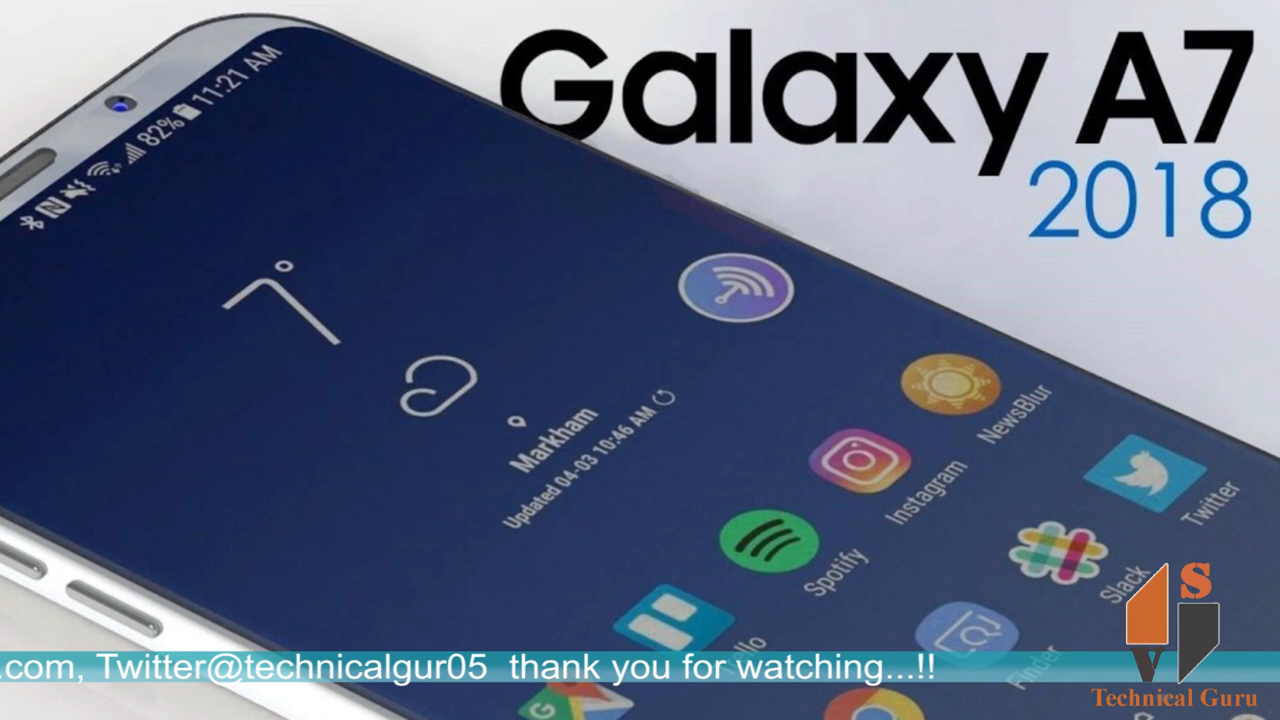 Galaxy A7
2018
82% 11:21 AM
7°
Markham
Updated 04-03 10:46 AM
NewsBlur
Instagram
Twitter
Spotify
Slack
Finder
S
V
.com, Twitter@technicalgur05 thank you for watching...!!
Technical Guru